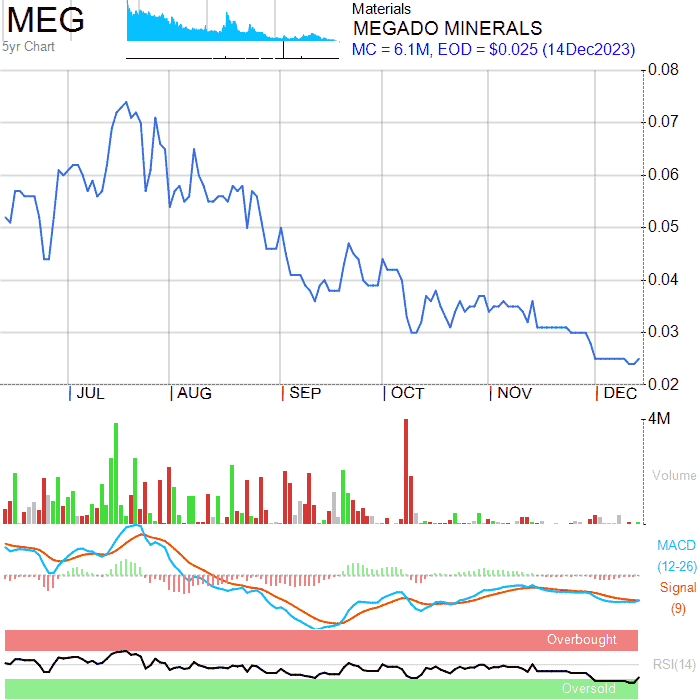 MEG
5yr Chart
Materials
MEGADO MINERALS
MC = 6.1M, EOD = $0.025 (14Dec2023)
0.08
0.07
0.06
0.05
0.04
0.03
0.02
JUL AUG SEP OCT NOV DEC
4M
Volume
MACD
(12-26)
Signal
(9)
Overbought
RSI(14)
Oversold